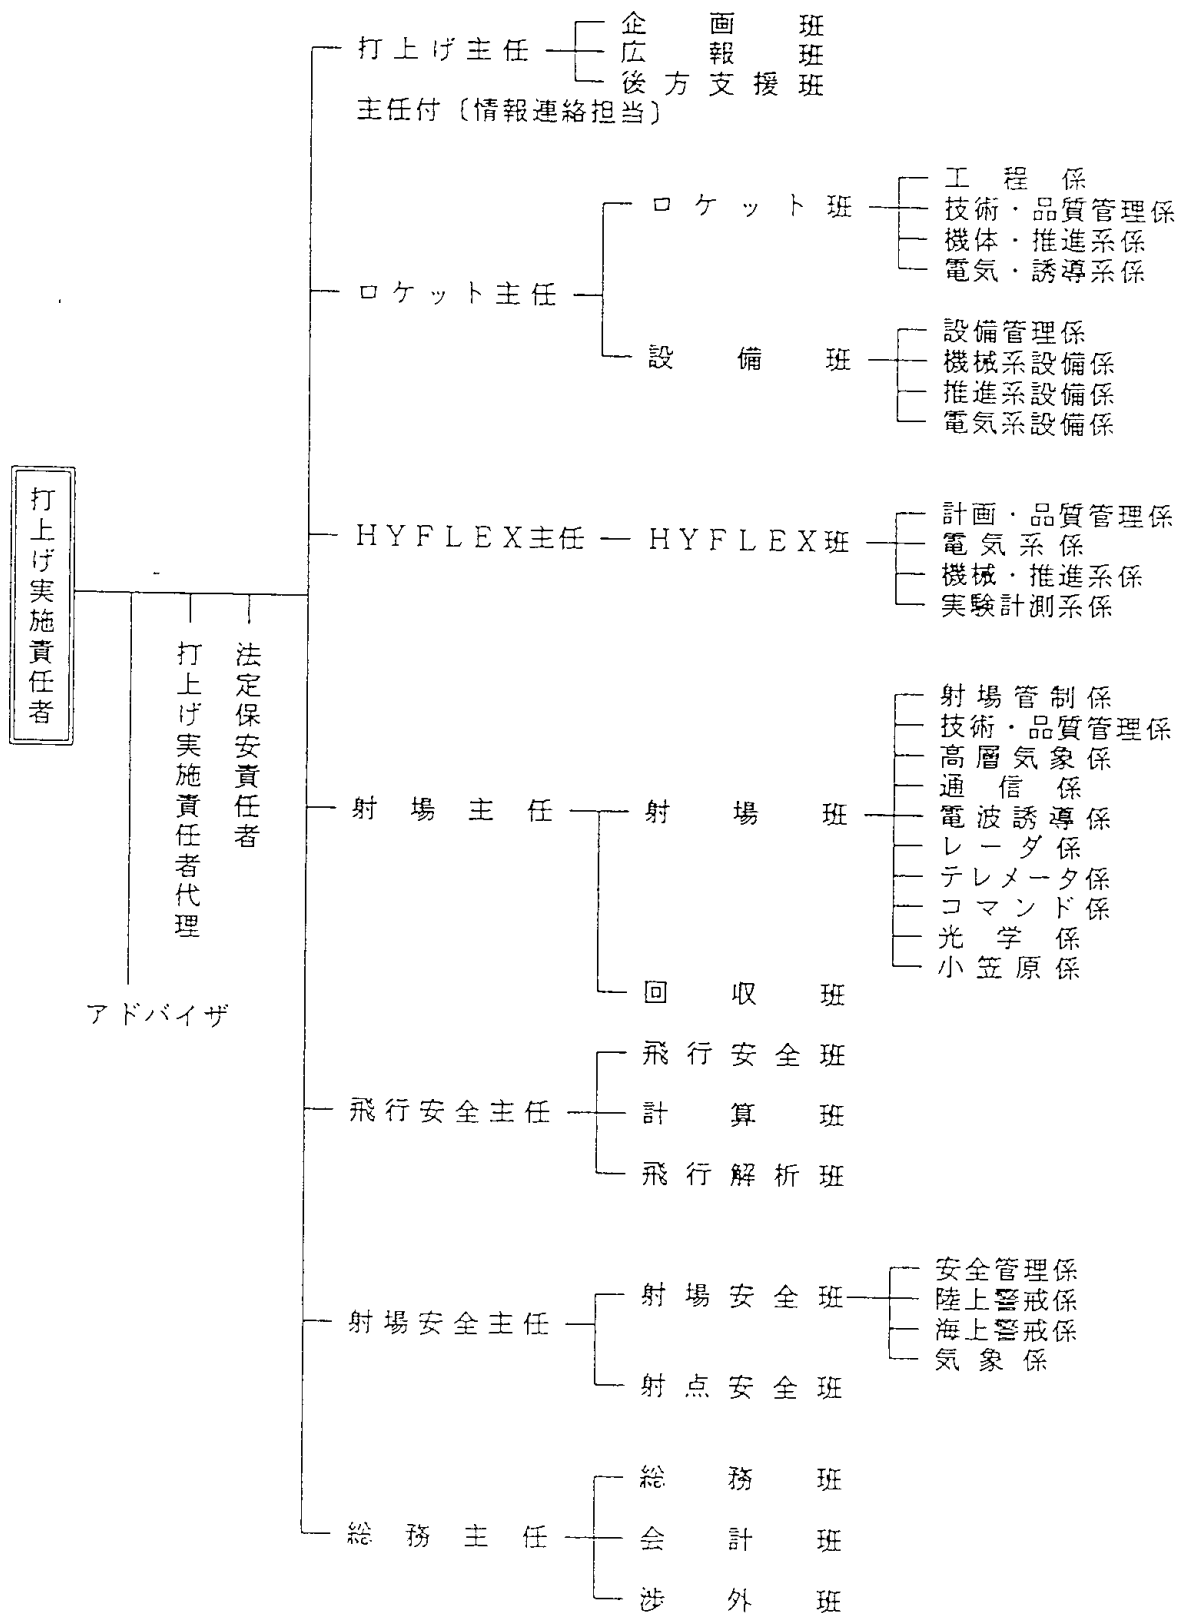 打上げ実施責任者
アドバイザ
打上げ実施責任者代理
法定保安責任者
打上げ主任
企画班
広報班
後方支援班
主任付〔情報連絡担当〕
ロケット主任
ロケット班
工程係
技術・品質管理係
機体・推進系係
電気・誘導系係
設備班
設備管理係
機械系設備係
推進系設備係
電気系設備係
HYFLEX主任
HYFLEX班
計画・品質管理係
電気系係
機械・推進系係
実験計測系係
射場主任
射場班
射場管制係
技術・品質管理係
高層気象係
通信係
電波誘導係
レーダ係
テレメータ係
コマンド係
光学係
小笠原係
回収班
飛行安全主任
飛行安全班
計算班
飛行解析班
射場安全主任
射場安全班
安全管理係
陸上警戒係
海上警戒係
気象係
射点安全班
総務主任
総務班
会計班
渉外班